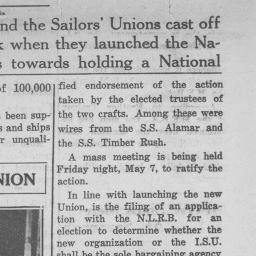 nd the Sailors' Unions cast off
when they launched the Na-
s towards holding a National
of 100,000
been sup-
s and ships
r unquali-
NION
fied endorsement of the action
taken by the elected trustees of
the two crafts. Among these were
wires from the S.S. Alamar and
the S.S. Timber Rush.
A mass meeting is being held
Friday night, May 7, to ratify the
action.
In line with launching the new
Union, is the filing of an applica-
tion with the N.L.R.B. for an
election to determine whether the
new organization or the I.S.U.
shall be the sole bargaining agency